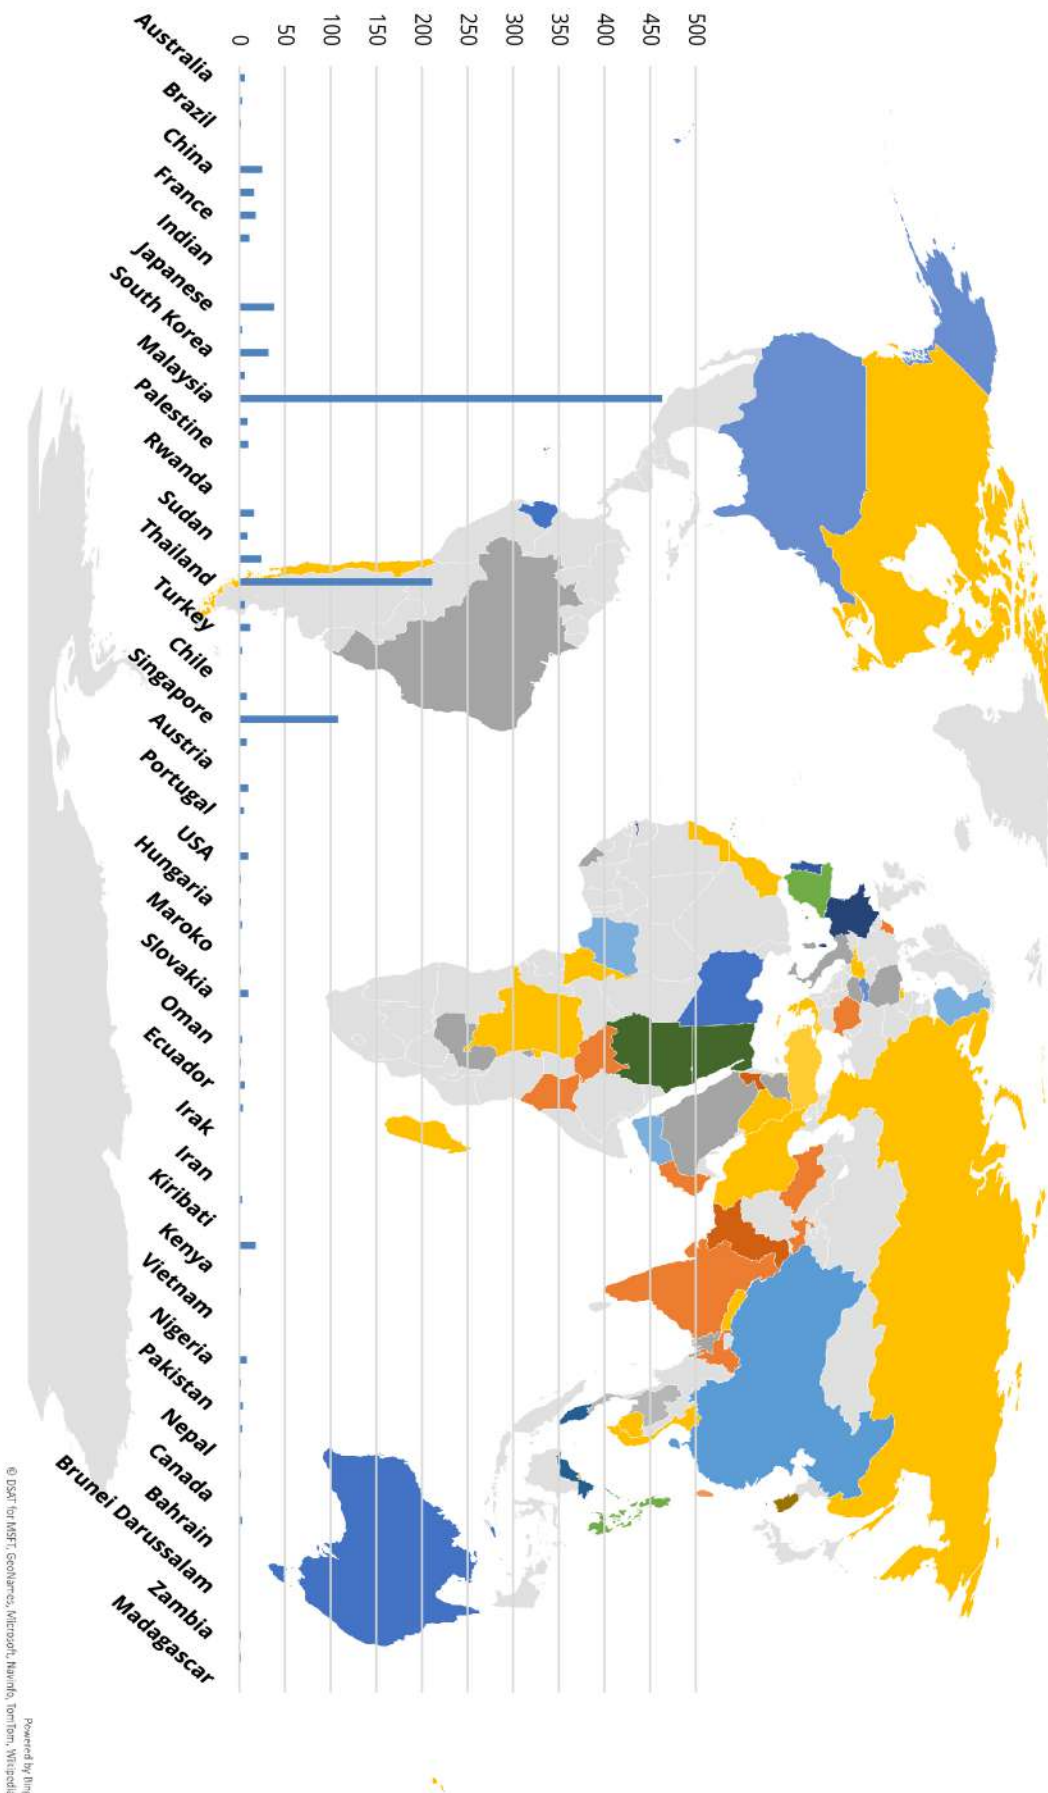 500
450
400
350
300
250
200
150
100
50
0
Australia
Brazil
China
France
Indian
Japanese
South Korea
Malaysia
Palestine
Rwanda
Sudan
Thailand
Turkey
Chile
Singapore
Austria
Portugal
USA
Hungaria
Maroko
Slovakia
Oman
Ecuador
Irak
Iran
Kiribati
Kenya
Vietnam
Nigeria
Pakistan
Nepal
Canada
Bahrain
Brunei Darussalam
Zambia
Madagascar
Powered by Bing
© DSAT for MSFT, GeoNames, Microsoft, Navinfo, TomTom, Wikipedia